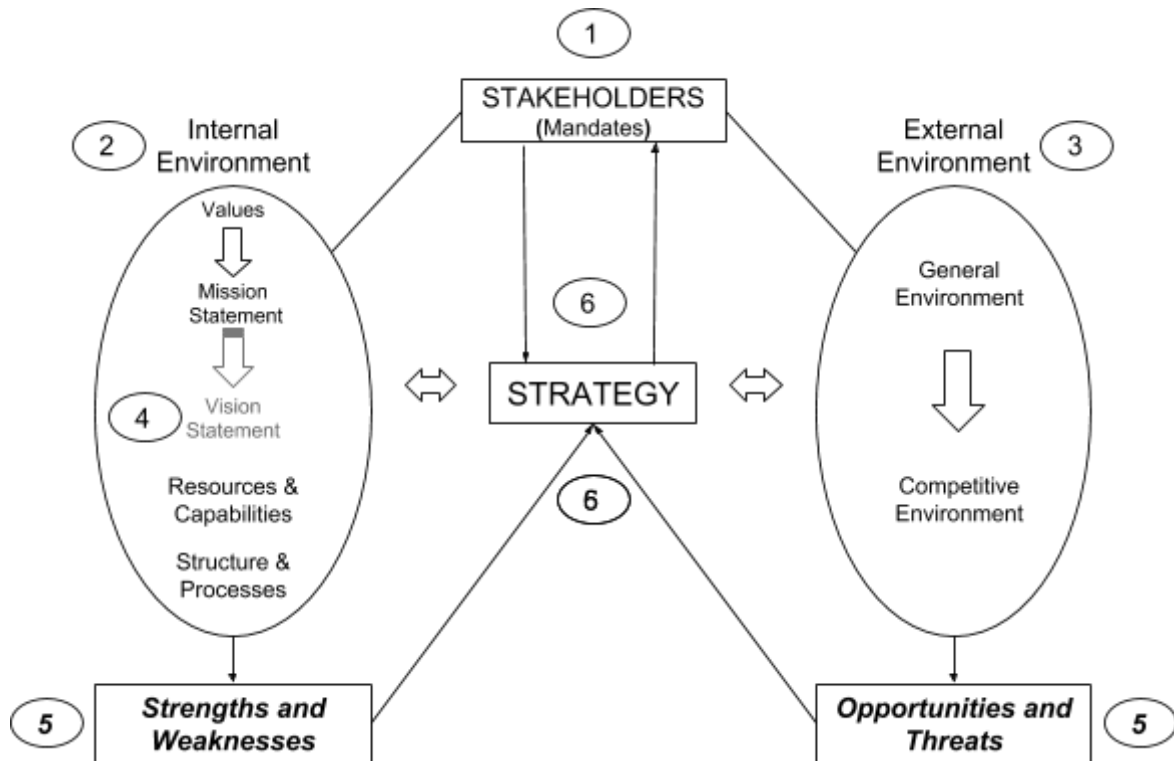 1
STAKEHOLDERS
(Mandates)
2
Internal
Environment
External
Environment
3
Values
Mission
Statement
4
Vision
Statement
Resources &
Capabilities
Structure &
Processes
6
STRATEGY
6
General
Environment
Competitive
Environment
5
Strengths and
Weaknesses
Opportunities and
Threats
5